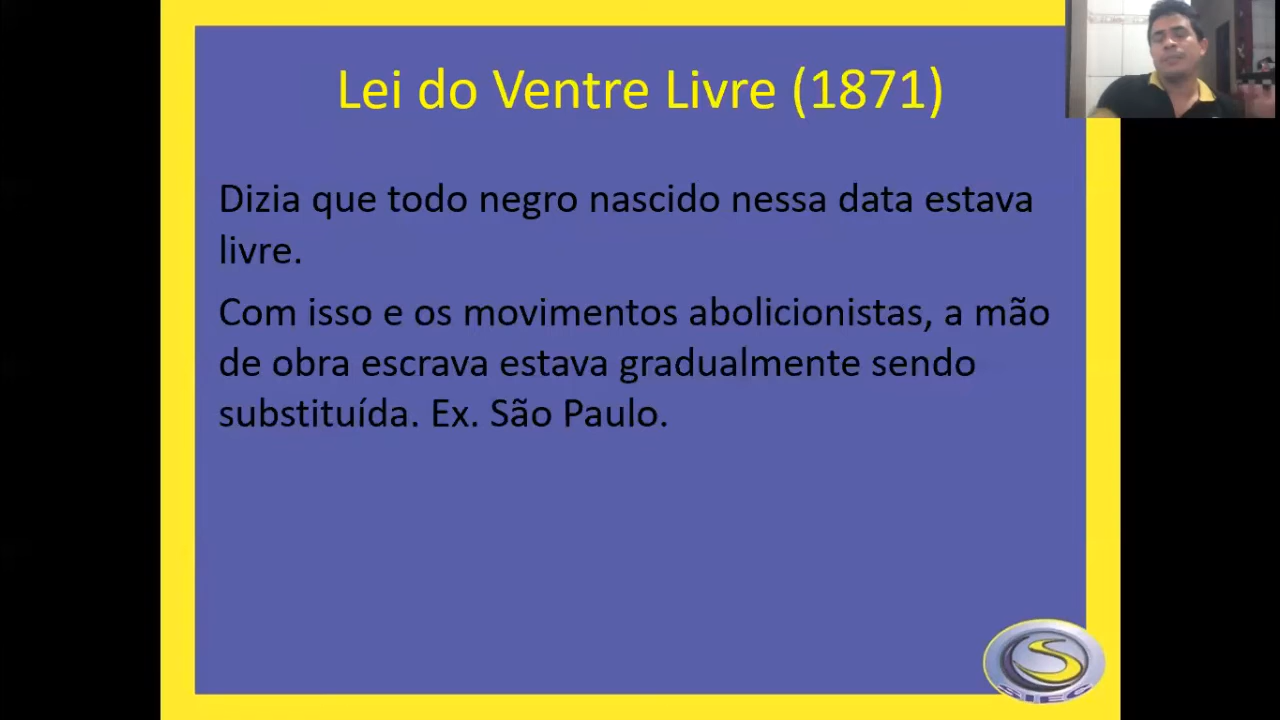 Lei do Ventre Livre (1871)
Dizia que todo negro nascido nessa data estava
livre.
Com isso e os movimentos abolicionistas, a mão
de obra escrava estava gradualmente sendo
substituída. Ex. São Paulo.